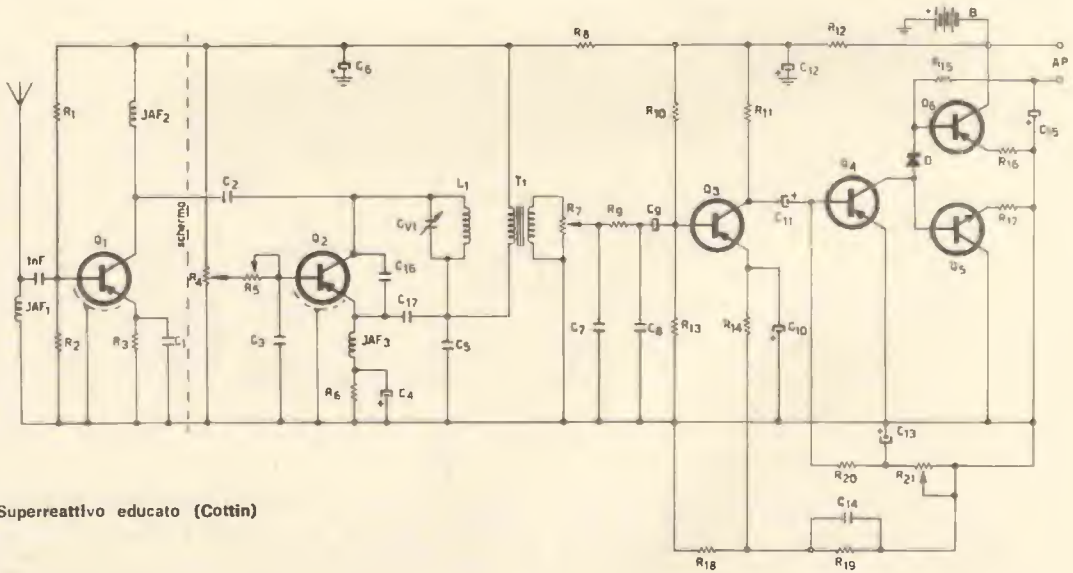 B
R8
R12
AP
R15
C6
C12
Q6
R1
JAF2
R10
R11
R16
D
schermo
C2
L1
T1
Q4
Cv1
Q3
R7
R9
C9
C11
R17
Q1
Q2
Q5
1nF
R4
R5
C16
JAF1
C17
R2
R3
C1
C3
JAF3
C5
C7
C8
R13
R14
C10
R6
C4
C13
R20
R21
Superreattivo educato (Cottin)
C14
R18
R19